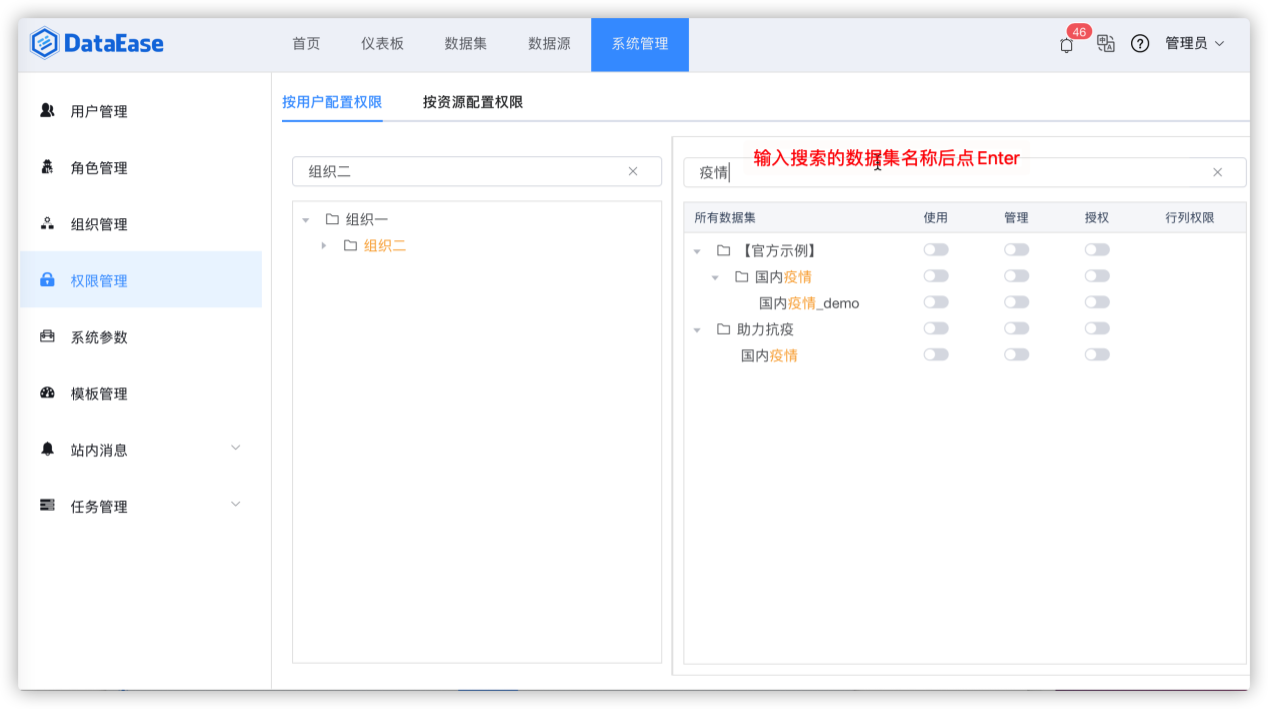 DataEase
首页 仪表板 数据集 数据源 系统管理 46 管理员
用户管理
角色管理
组织管理
权限管理
系统参数
模板管理
站内消息
任务管理
按用户配置权限 按资源配置权限
组织二
组织一
组织二
输入搜索的数据集名称后点Enter
疫情
所有数据集 使用 管理 授权 行列权限
【官方示例】
国内疫情
国内疫情_demo
助力抗疫
国内疫情